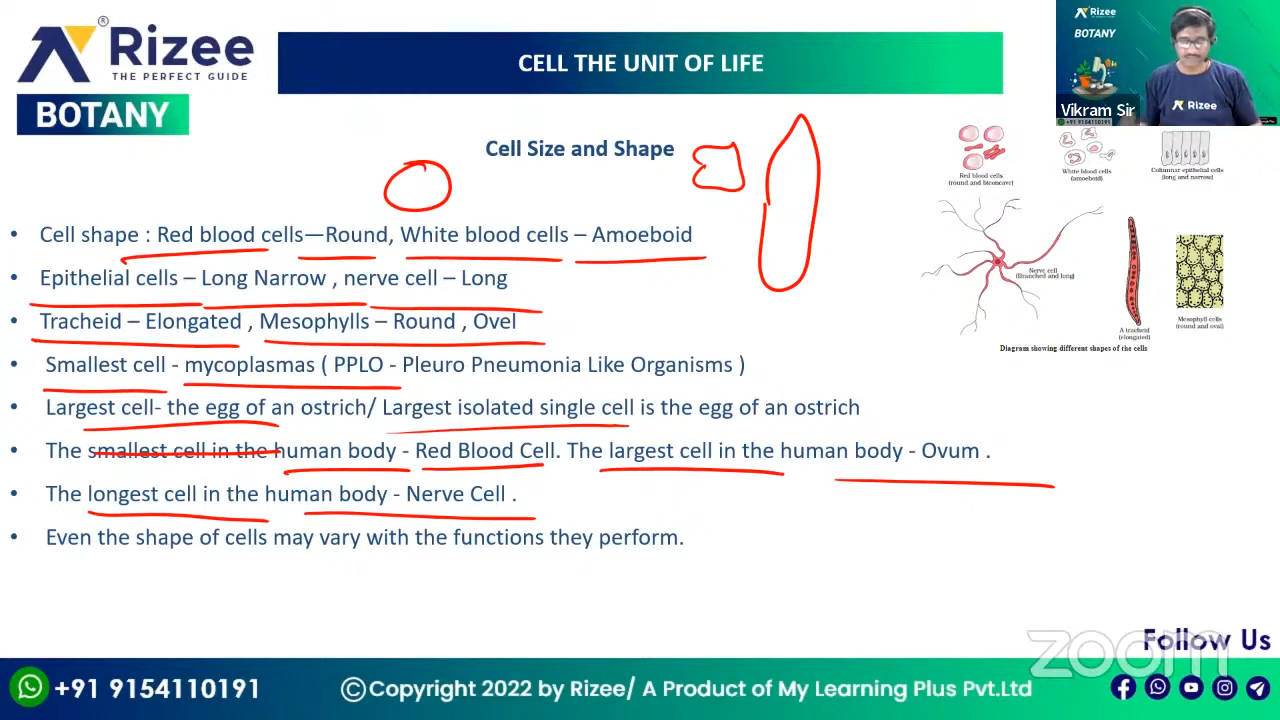 Rizee®
THE PERFECT GUIDE
BOTANY
CELL THE UNIT OF LIFE
Rizee
BOTANY
Rizee
Vikram Sir
+91 9154110191
Cell Size and Shape
Red blood cells
(round and biconcave)
White blood cells
(amoeboid)
Columnar epithelial cells
(long and narrow)
Nerve cell
(Branched and long)
A tracheid
(elongated)
Mesophyll cells
(round and oval)
Diagram showing different shapes of the cells
• Cell shape : Red blood cells—Round, White blood cells – Amoeboid
• Epithelial cells – Long Narrow , nerve cell – Long
• Tracheid – Elongated , Mesophylls – Round , Ovel
• Smallest cell - mycoplasmas ( PPLO - Pleuro Pneumonia Like Organisms )
• Largest cell- the egg of an ostrich/ Largest isolated single cell is the egg of an ostrich
• The smallest cell in the human body - Red Blood Cell. The largest cell in the human body - Ovum .
• The longest cell in the human body - Nerve Cell .
• Even the shape of cells may vary with the functions they perform.
Follow Us
zoom
+91 9154110191
©Copyright 2022 by Rizee/ A Product of My Learning Plus Pvt.Ltd